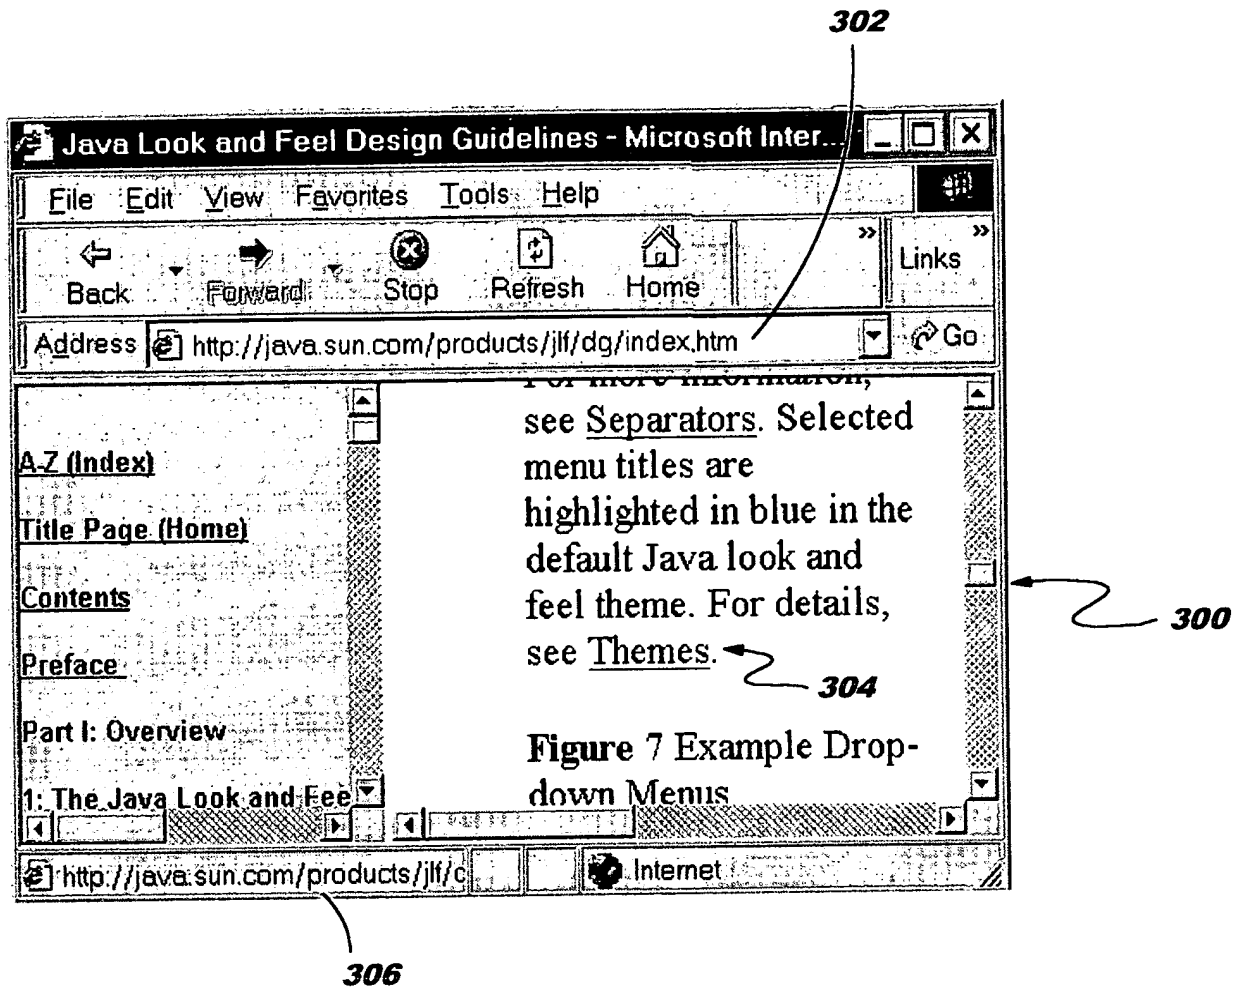 302
Java Look and Feel Design Guidelines - Microsoft Inter...
File Edit View Favorites Tools Help
Back Forward Stop Refresh Home » Links »
Address http://java.sun.com/products/jlf/dg/index.htm Go
A-Z (Index)
Title Page (Home)
Contents
Preface
Part I: Overview
1: The Java Look and Fee
For more information,
see Separators. Selected
menu titles are
highlighted in blue in the
default Java look and
feel theme. For details,
see Themes.
Figure 7 Example Drop-
down Menus
300
304
http://java.sun.com/products/jlf/c
Internet
306